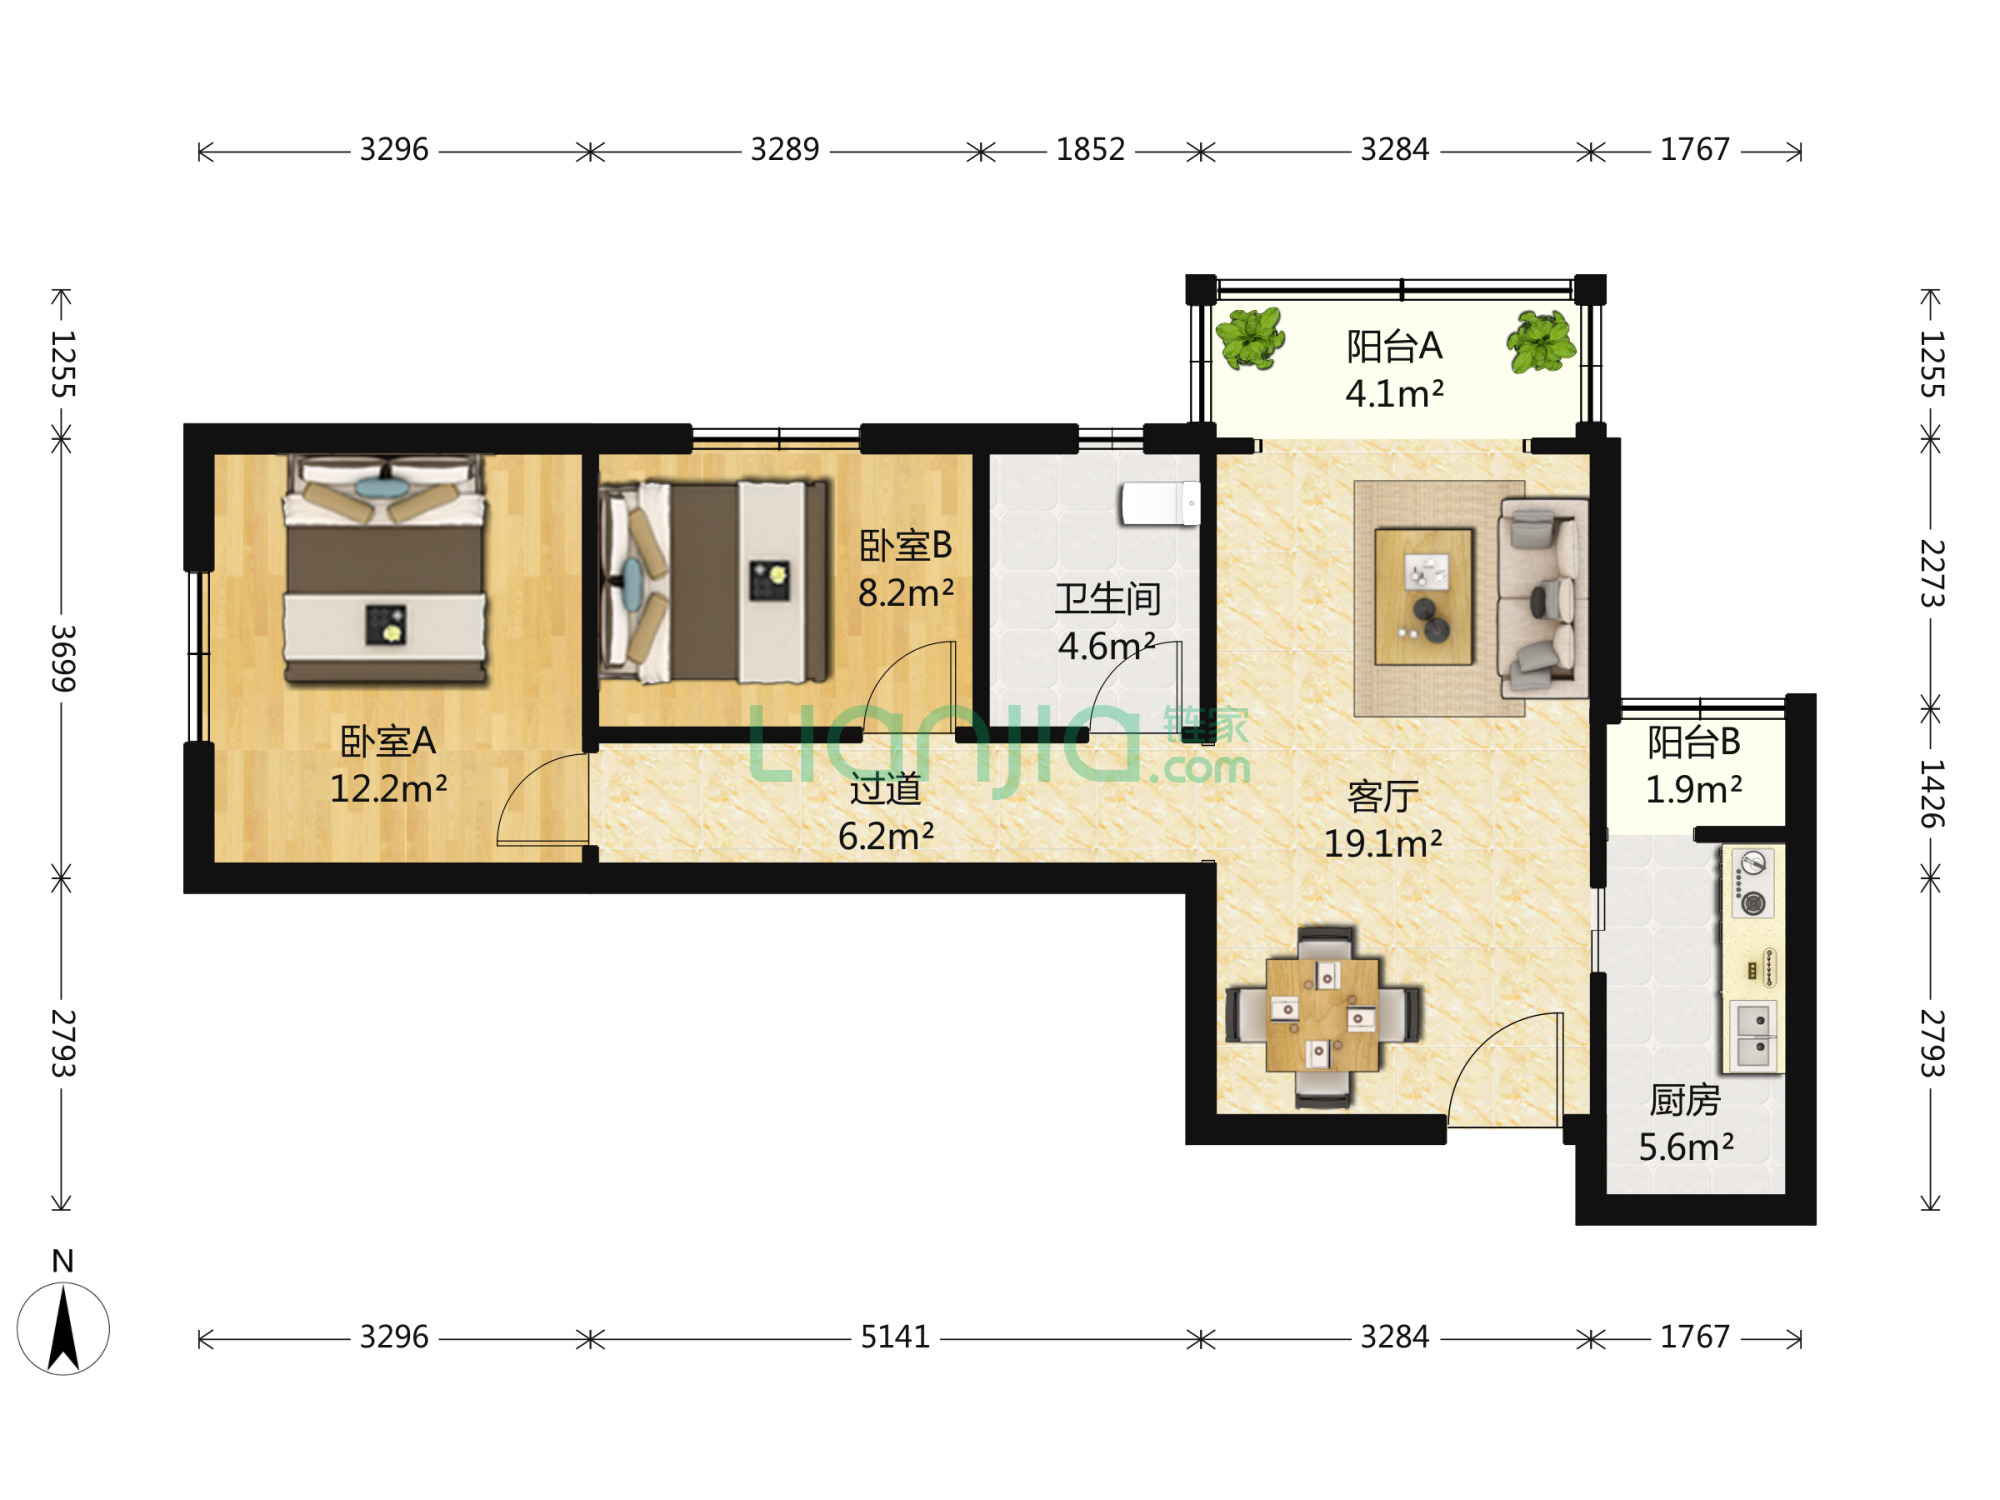 3296
3289
1852
3284
1767
1255
3699
2793
1255
2273
1426
2793
阳台A
4.1m²
卧室B
8.2m²
卫生间
4.6m²
卧室A
12.2m²
阳台B
1.9m²
LIANJIA
链家
.com
过道
6.2m²
客厅
19.1m²
厨房
5.6m²
N
3296
5141
3284
1767